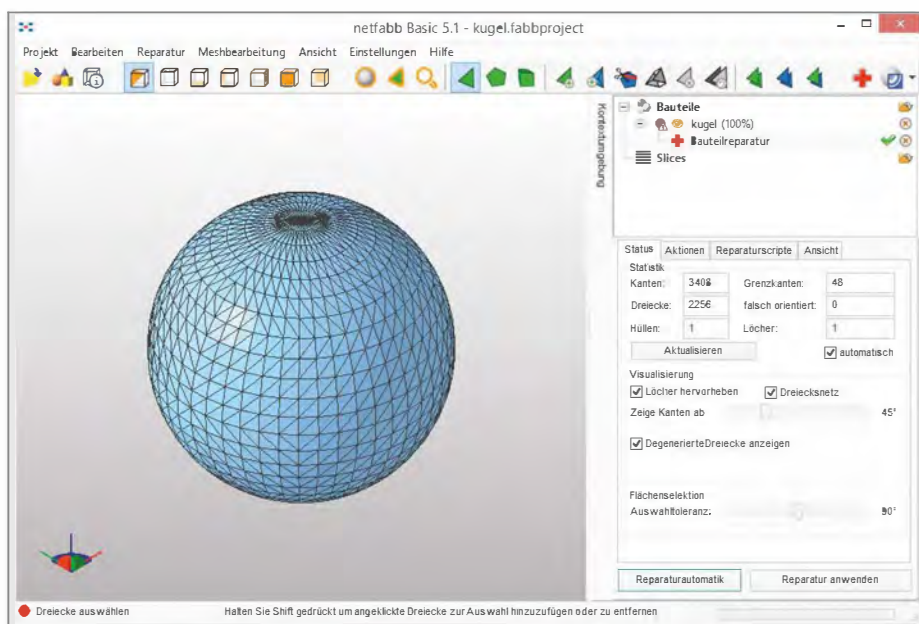 netfabb Basic 5.1 - kugel.fabbproject
Projekt Bearbeiten Reparatur Meshbearbeitung Ansicht Einstellungen Hilfe
Kontextumgebung
Bauteile
kugel (100%)
Bauteilreparatur
Slices
Status Aktionen Reparaturscripte Ansicht
Statistik
Kanten: 3408 Grenzkanten: 48
Dreiecke: 2256 falsch orientiert: 0
Hüllen: 1 Löcher: 1
Aktualisieren automatisch
Visualisierung
Löcher hervorheben Dreiecksnetz
Zeige Kanten ab 45°
Degenerierte Dreiecke anzeigen
Flächenselektion
Auswahltoleranz: 90°
Reparaturautomatik Reparatur anwenden
Dreiecke auswählen Halten Sie Shift gedrückt um angeklickte Dreiecke zur Auswahl hinzuzufügen oder zu entfernen